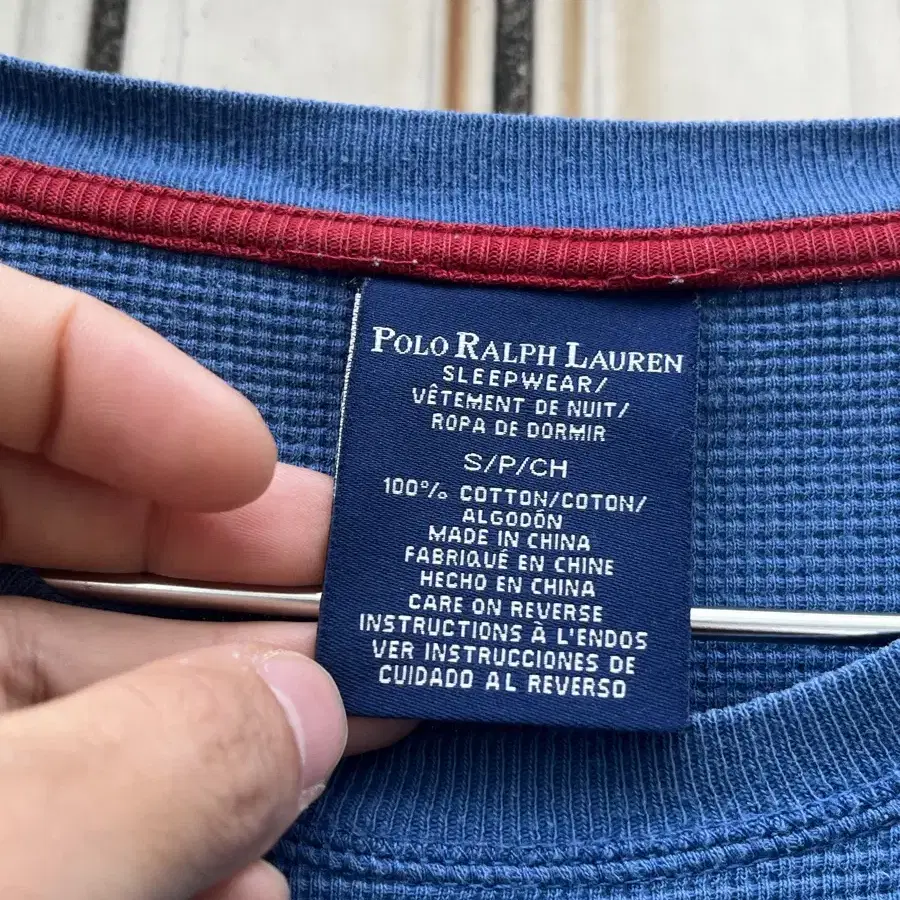 POLO RALPH LAUREN
SLEEPWEAR/
VÊTEMENT DE NUIT/
ROPA DE DORMIR
S/P/CH
100% COTTON/COTON/
ALGODÓN
MADE IN CHINA
FABRIQUÉ EN CHINE
HECHO EN CHINA
CARE ON REVERSE
INSTRUCTIONS À L'ENDOS
VER INSTRUCCIONES DE
CUIDADO AL REVERSO